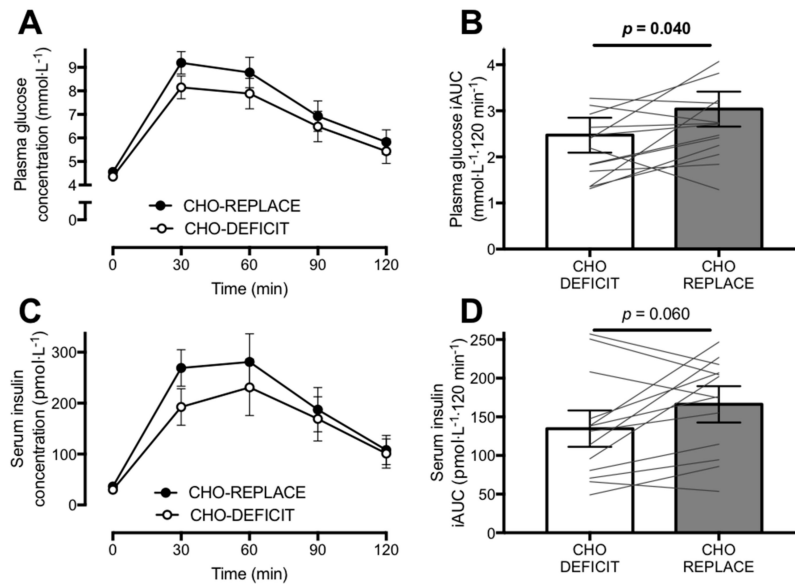 A
Plasma glucose
concentration (mmol·L⁻¹)
9
8
7
6
5
4
0
CHO-REPLACE
CHO-DEFICIT
0 30 60 90 120
Time (min)
B
p = 0.040
Plasma glucose iAUC
(mmol·L⁻¹·120 min⁻¹)
4
3
2
1
0
CHO
DEFICIT
CHO
REPLACE
C
Serum insulin
concentration (pmol·L⁻¹)
300
200
100
0
CHO-REPLACE
CHO-DEFICIT
0 30 60 90 120
Time (min)
D
p = 0.060
Serum insulin
iAUC (pmol·L⁻¹·120 min⁻¹)
250
200
150
100
50
0
CHO
DEFICIT
CHO
REPLACE